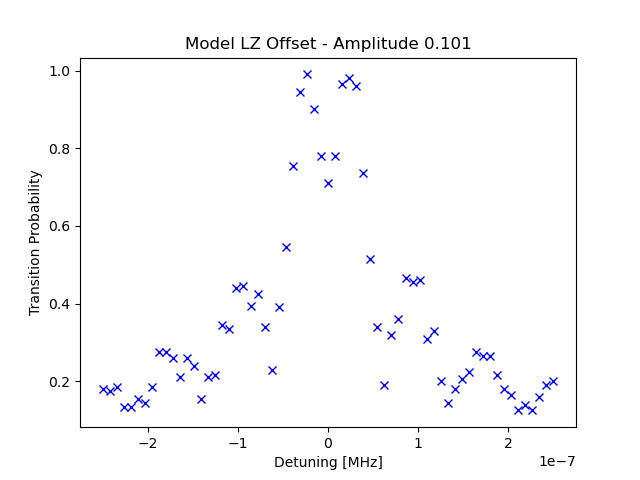 Model LZ Offset - Amplitude 0.101
1.0
0.8
0.6
0.4
0.2
Transition Probability
−2
−1
0
1
2
1e−7
Detuning [MHz]